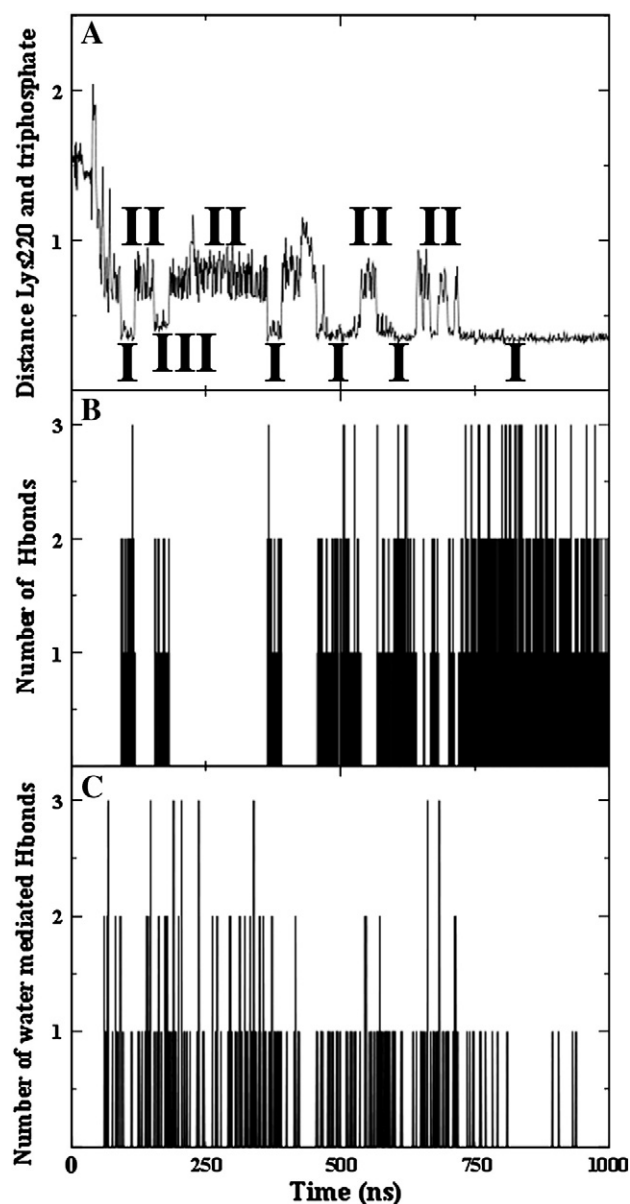 A
Distance Lys220 and triphosphate
2
1
II II II II
I III I I I I
B
Number of Hbonds
3
2
1
C
Number of water mediated Hbonds
3
2
1
0 250 500 750 1000
Time (ns)